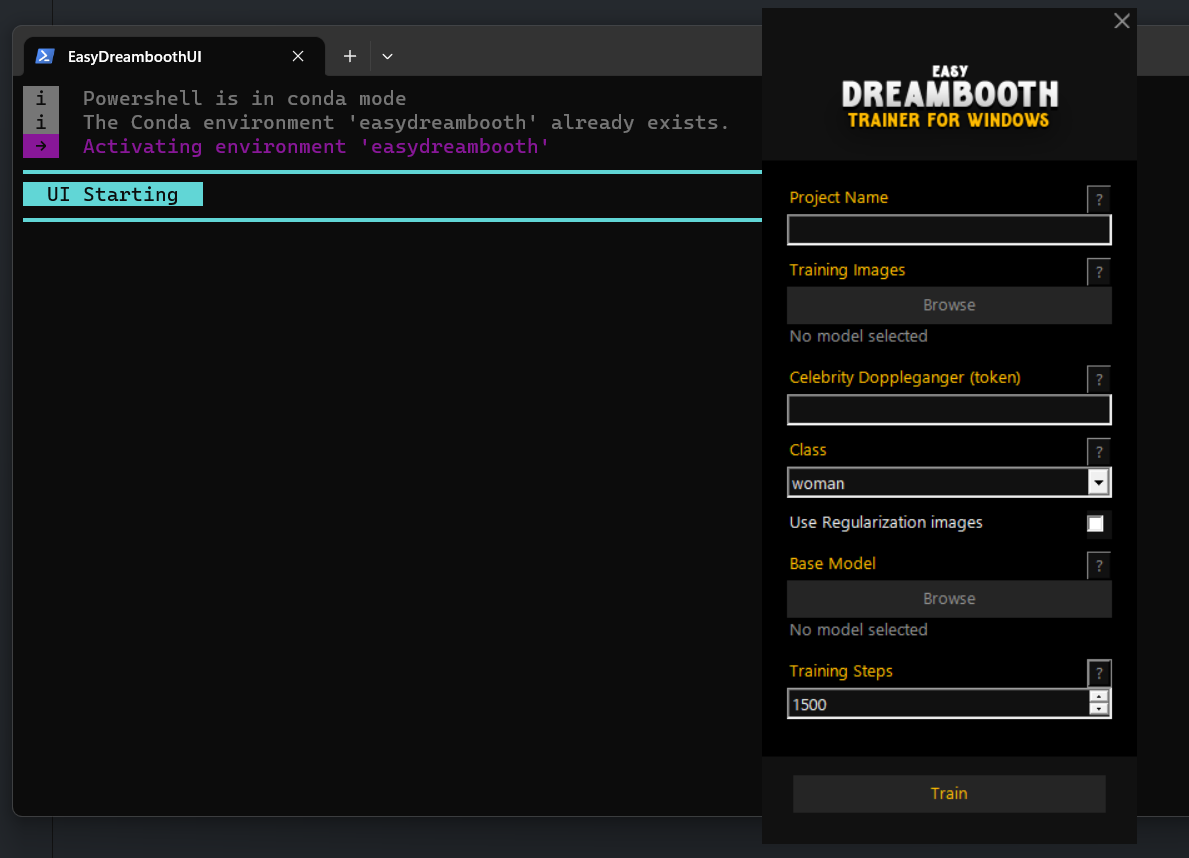 EasyDreamboothUI
i Powershell is in conda mode
i The Conda environment 'easydreambooth' already exists.
→ Activating environment 'easydreambooth'
UI Starting
EASY
DREAMBOOTH
TRAINER FOR WINDOWS
Project Name ?
Training Images ?
Browse
No model selected
Celebrity Doppleganger (token) ?
Class ?
woman
Use Regularization images
Base Model ?
Browse
No model selected
Training Steps ?
1500
Train